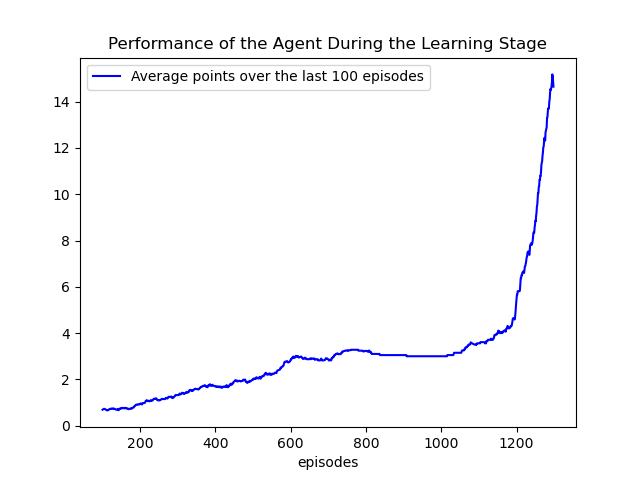 Performance of the Agent During the Learning Stage
Average points over the last 100 episodes
14
12
10
8
6
4
2
0
200 400 600 800 1000 1200
episodes